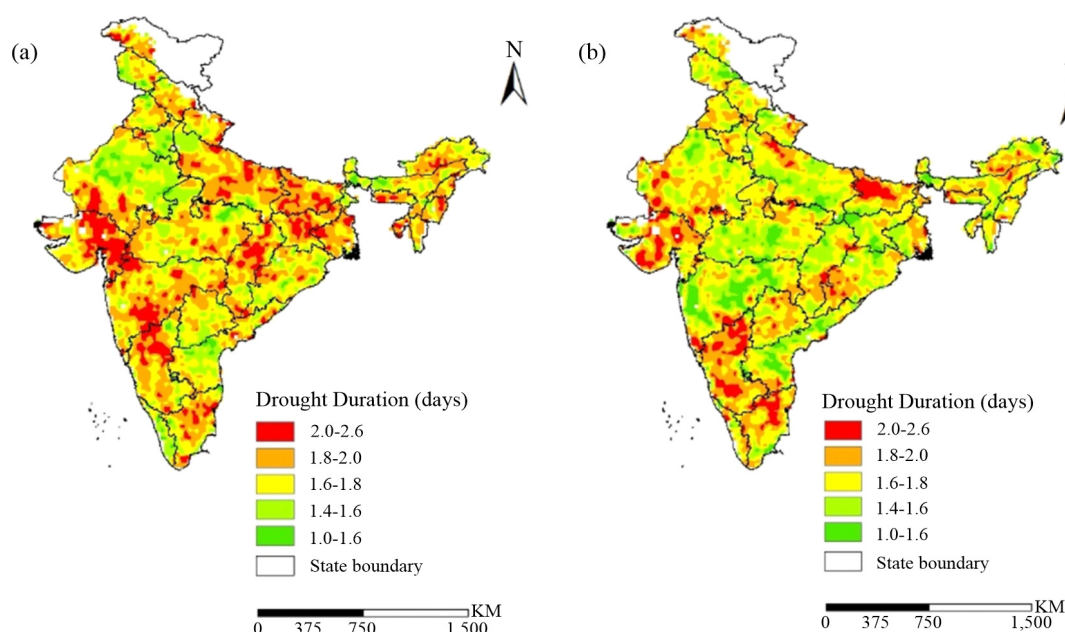 (a)
N
Drought Duration (days)
2.0-2.6
1.8-2.0
1.6-1.8
1.4-1.6
1.0-1.6
State boundary
KM
0 375 750 1,500
(b)
Drought Duration (days)
2.0-2.6
1.8-2.0
1.6-1.8
1.4-1.6
1.0-1.6
State boundary
KM
0 375 750 1,500